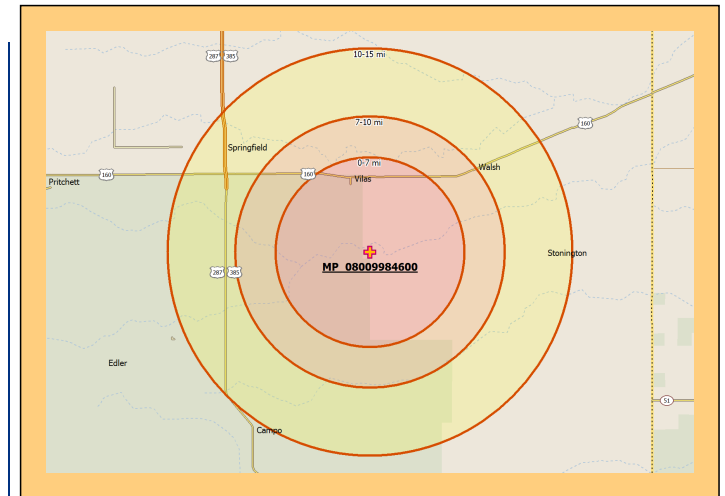 10-15 mi
287 385
7-10 mi
160
Springfield
0-7 mi
Walsh
160
160
Vilas
Pritchett
Stonington
MP_08009984600
287 385
Edler
51
Campo